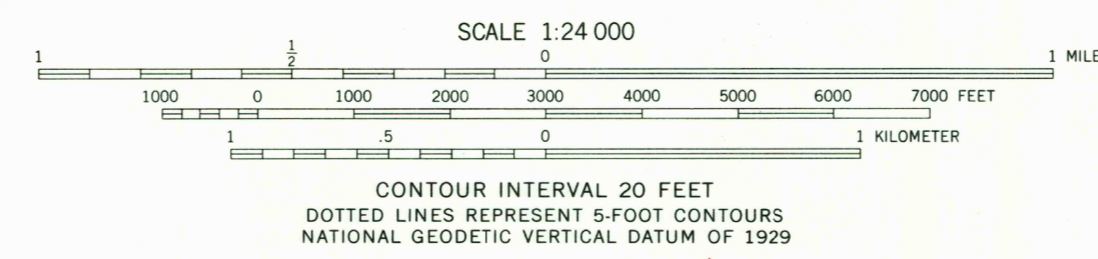 SCALE 1:24 000
1 1/2 0 1 MILE
1000 0 1000 2000 3000 4000 5000 6000 7000 FEET
1 .5 0 1 KILOMETER
CONTOUR INTERVAL 20 FEET
DOTTED LINES REPRESENT 5-FOOT CONTOURS
NATIONAL GEODETIC VERTICAL DATUM OF 1929